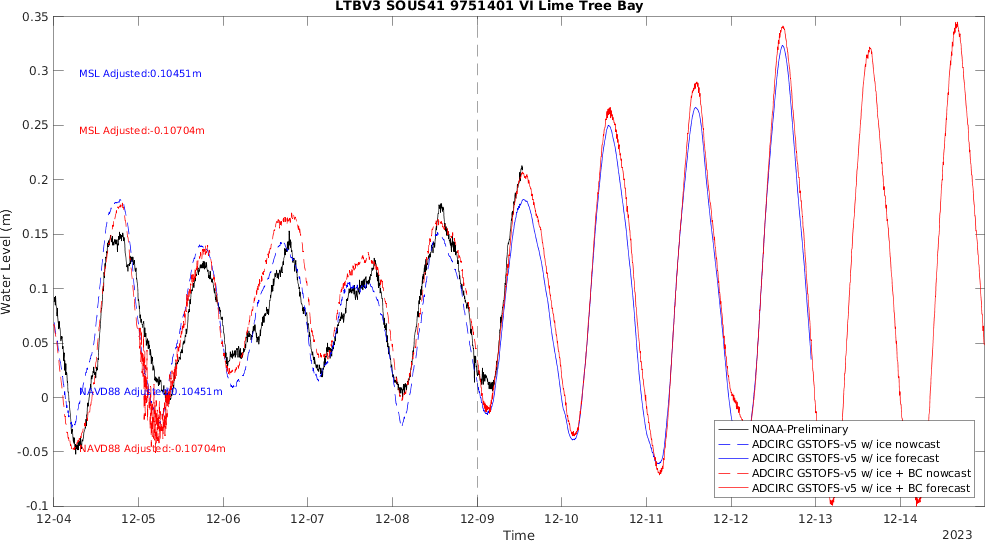 LTBV3 SOUS41 9751401 VI Lime Tree Bay
0.35
0.3
0.25
0.2
0.15
0.1
0.05
0
-0.05
-0.1
Water Level (m)
MSL Adjusted:0.10451m
MSL Adjusted:-0.10704m
NAVD88 Adjusted:0.10451m
NAVD88 Adjusted:-0.10704m
NOAA-Preliminary
ADCIRC GSTOFS-v5 w/ ice nowcast
ADCIRC GSTOFS-v5 w/ ice forecast
ADCIRC GSTOFS-v5 w/ ice + BC nowcast
ADCIRC GSTOFS-v5 w/ ice + BC forecast
12-04 12-05 12-06 12-07 12-08 12-09 12-10 12-11 12-12 12-13 12-14
Time
2023